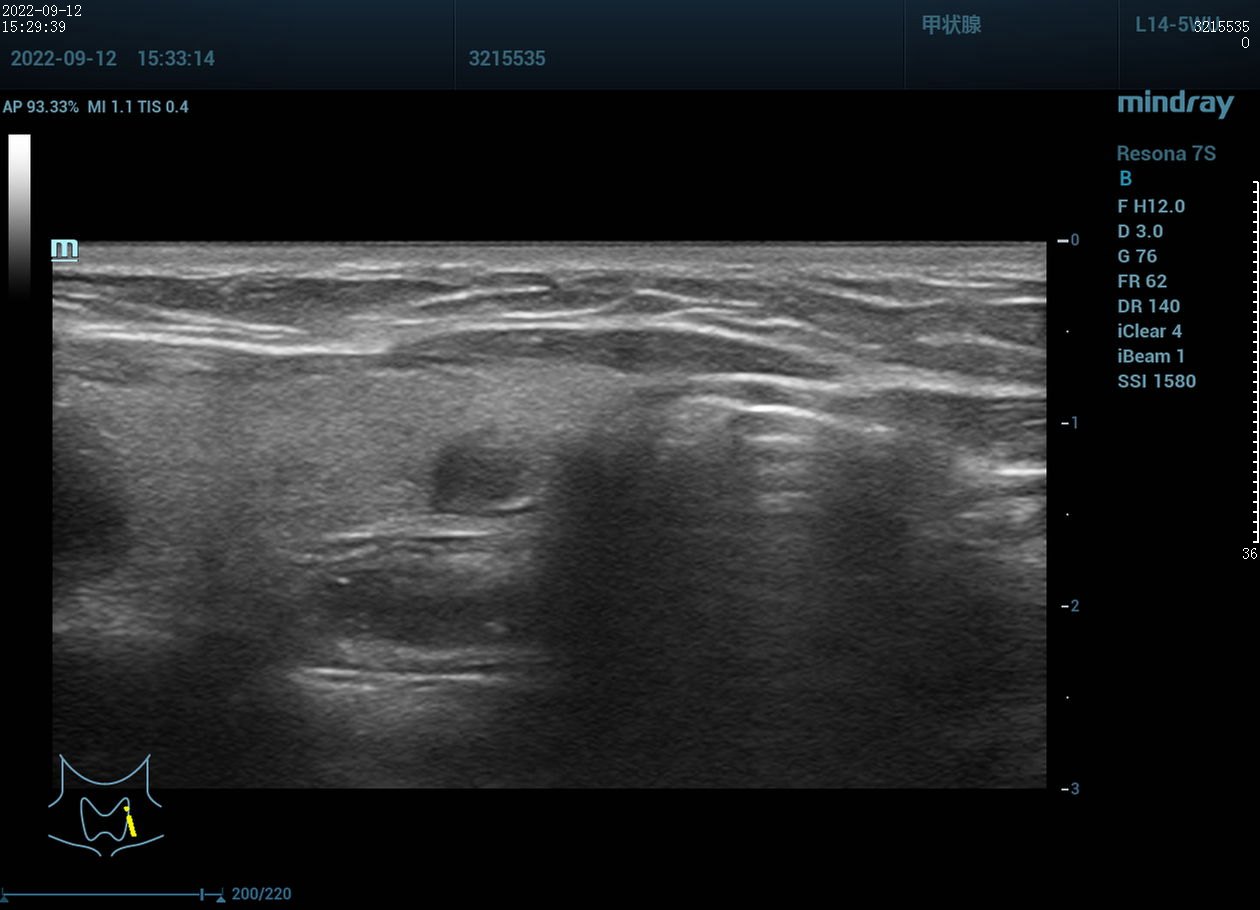 2022-09-12
15:29:39
2022-09-12 15:33:14
3215535
甲状腺
3215535
0
AP 93.33% MI 1.1 TIS 0.4
mindray
Resona 7S
B
F H12.0
D 3.0
G 76
FR 62
DR 140
iClear 4
iBeam 1
SSI 1580
m
0
1
2
3
36
200/220